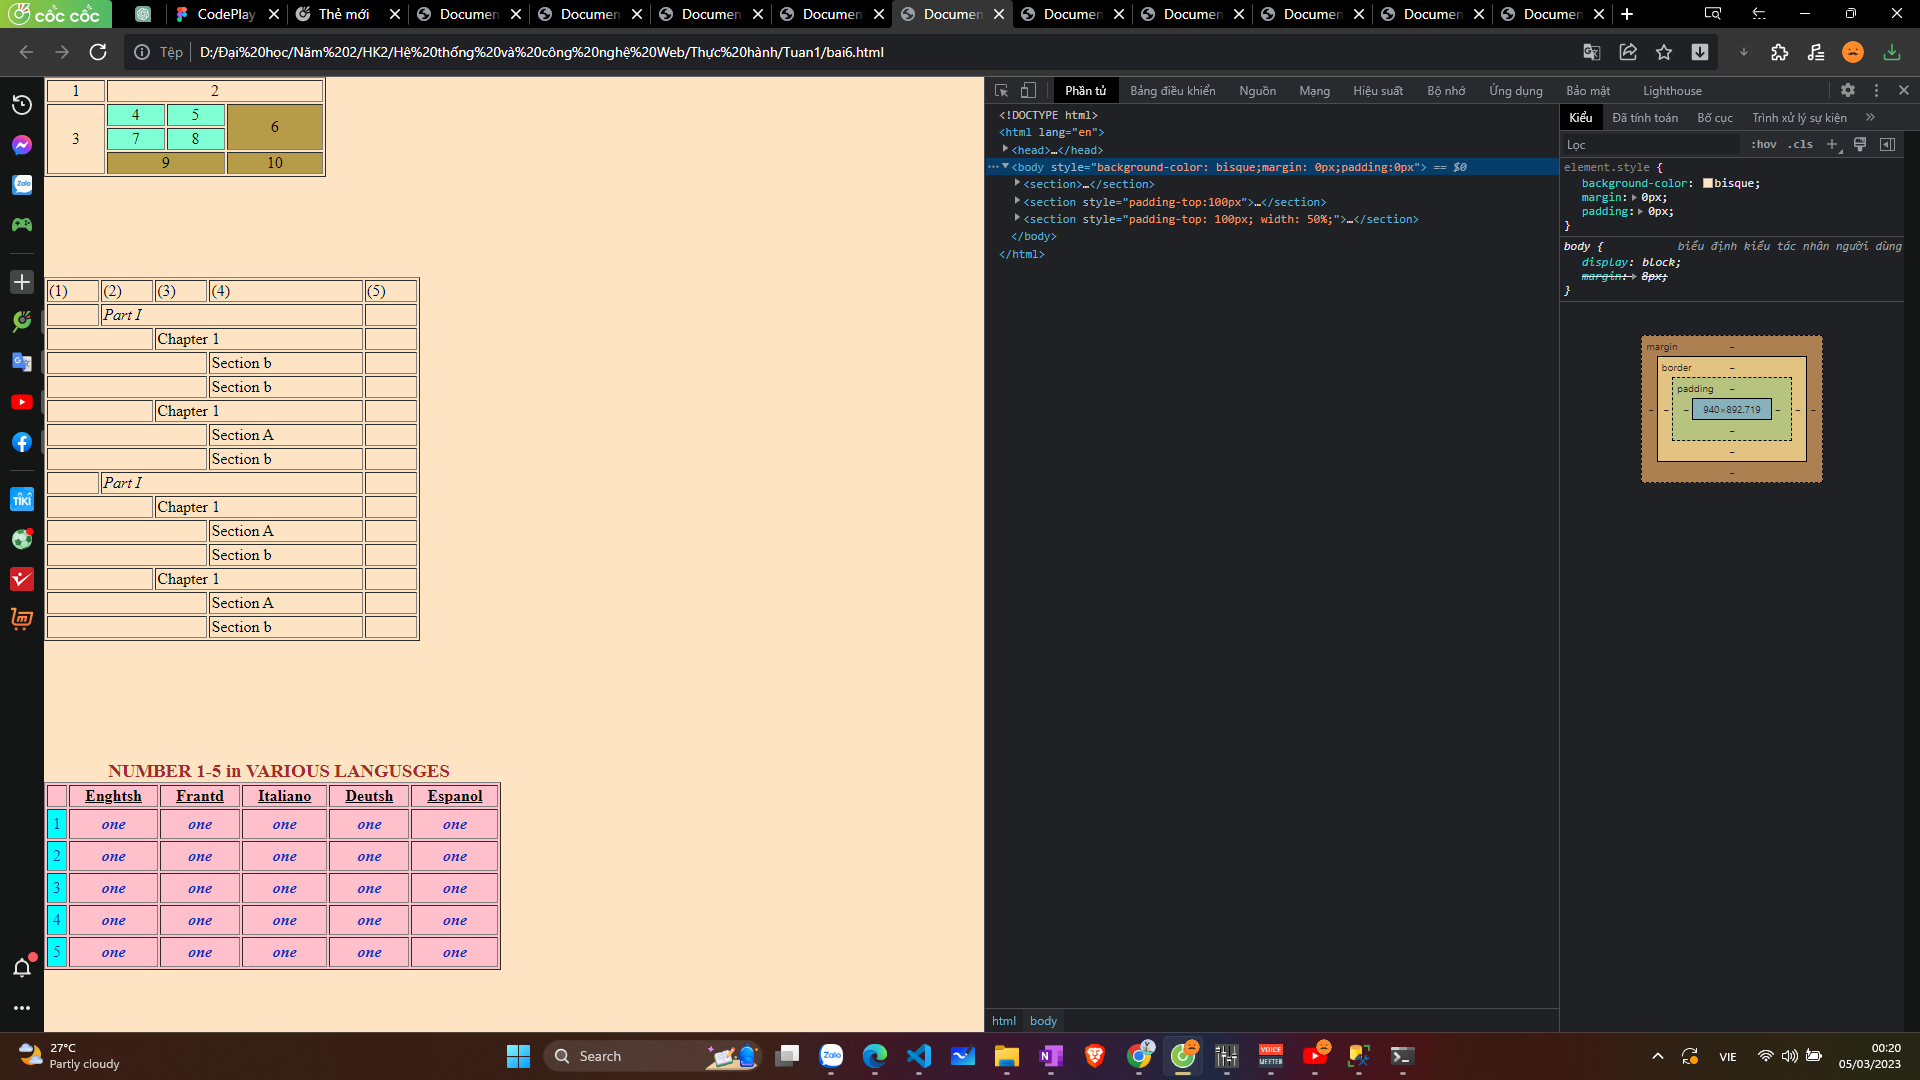 cốc cốc
CodePlay
Thẻ mới
Documen
Documen
Documen
Documen
Documen
Documen
Documen
Documen
Documen
Documen
Tệp
D:/Đại%20học/Năm%202/HK2/Hệ%20thống%20và%20công%20nghệ%20Web/Thực%20hành/Tuan1/bai6.html
Zalo
TIKI
1 2
3 4 5 6
7 8
9 10
(1) (2) (3) (4) (5)
Part I
Chapter 1
Section b
Section b
Chapter 1
Section A
Section b
Part I
Chapter 1
Section A
Section b
Chapter 1
Section A
Section b
NUMBER 1-5 in VARIOUS LANGUSGES
Enghtsh Frantd Italiano Deutsh Espanol
1 one one one one one
2 one one one one one
3 one one one one one
4 one one one one one
5 one one one one one
Phần tử Bảng điều khiển Nguồn Mạng Hiệu suất Bộ nhớ Ứng dụng Bảo mật Lighthouse
<!DOCTYPE html>
<html lang="en">
<head>…</head>
<body style="background-color: bisque;margin: 0px;padding:0px"> == $0
<section>…</section>
<section style="padding-top:100px">…</section>
<section style="padding-top: 100px; width: 50%;">…</section>
</body>
</html>
html body
Kiểu Đã tính toán Bố cục Trình xử lý sự kiện »
Lọc :hov .cls +
element.style {
background-color: bisque;
margin: 0px;
padding: 0px;
}
body { biểu định kiểu tác nhân người dùng
display: block;
margin: 8px;
}
margin –
border –
padding –
– – – 940×892.719 – – –
–
–
–
27°C
Partly cloudy
Search
Zalo
VOICE
MEETER
VIE
00:20
05/03/2023